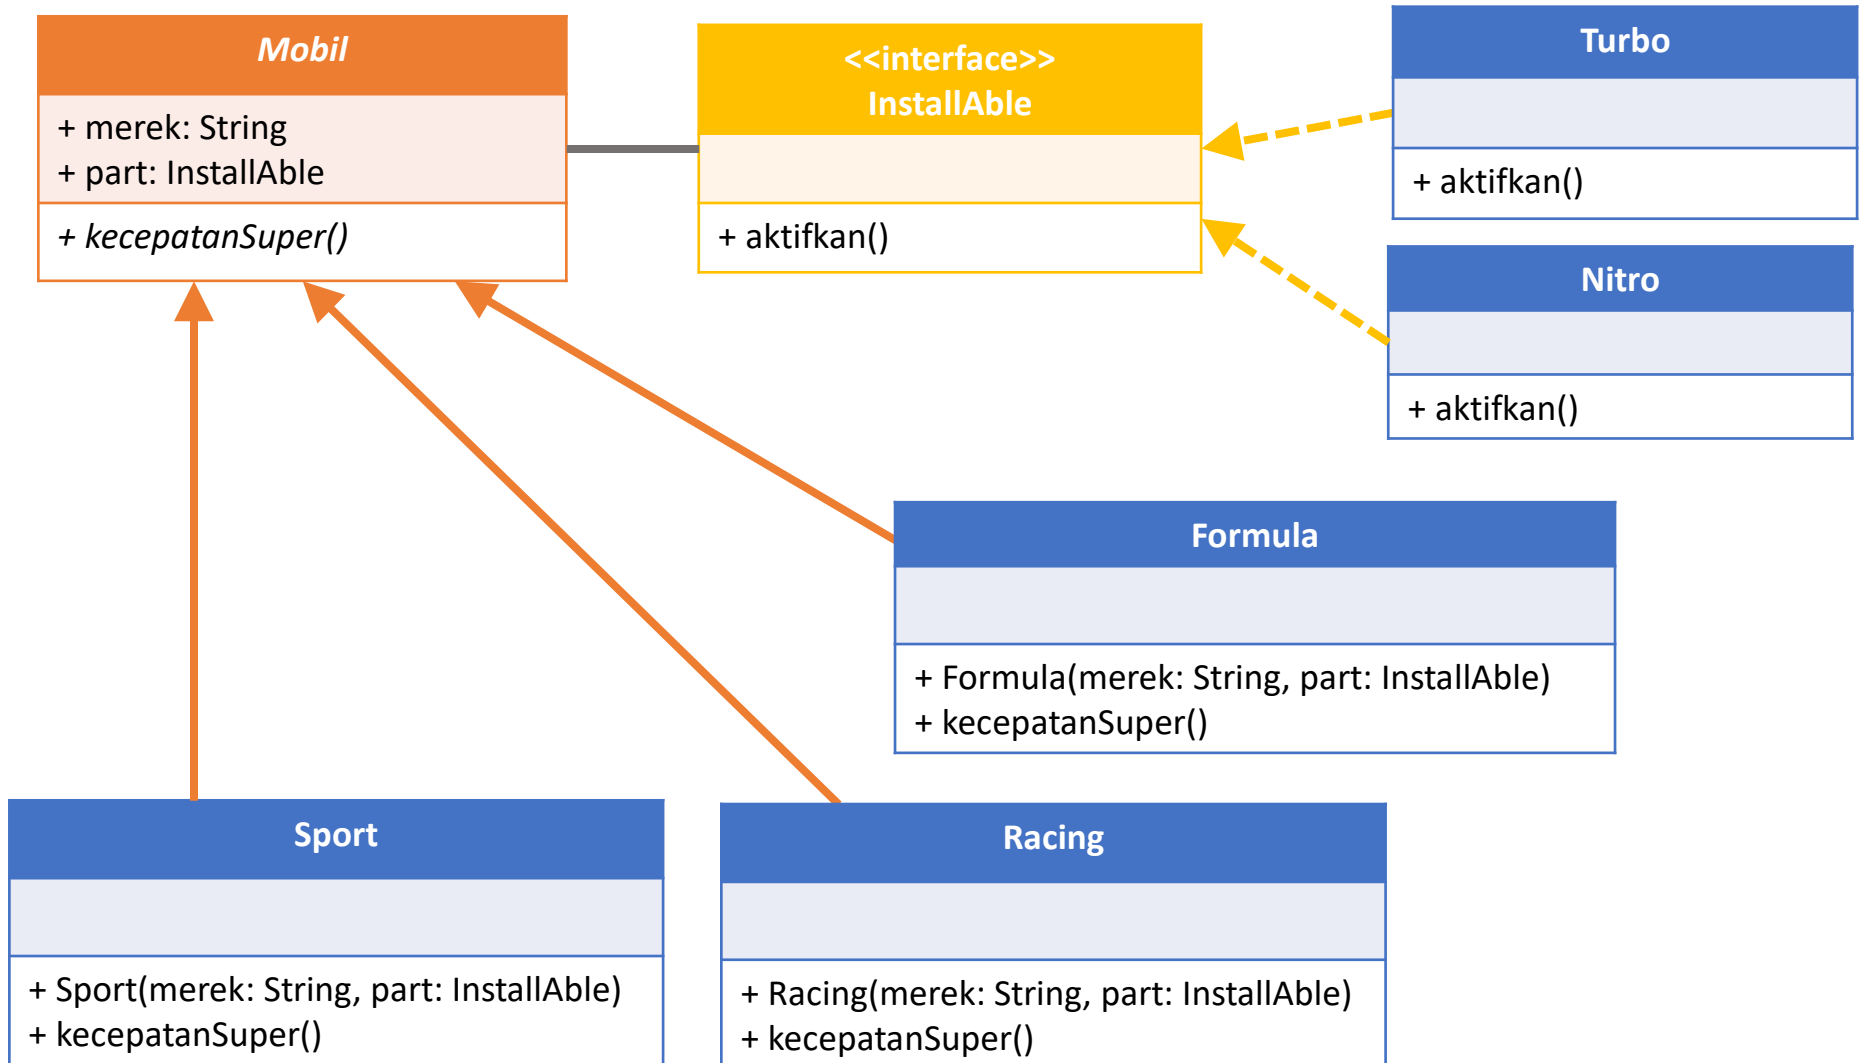 Mobil
+ merek: String
+ part: InstallAble
+ kecepatanSuper()
<<interface>>
InstallAble
+ aktifkan()
Turbo
+ aktifkan()
Nitro
+ aktifkan()
Formula
+ Formula(merek: String, part: InstallAble)
+ kecepatanSuper()
Sport
+ Sport(merek: String, part: InstallAble)
+ kecepatanSuper()
Racing
+ Racing(merek: String, part: InstallAble)
+ kecepatanSuper()